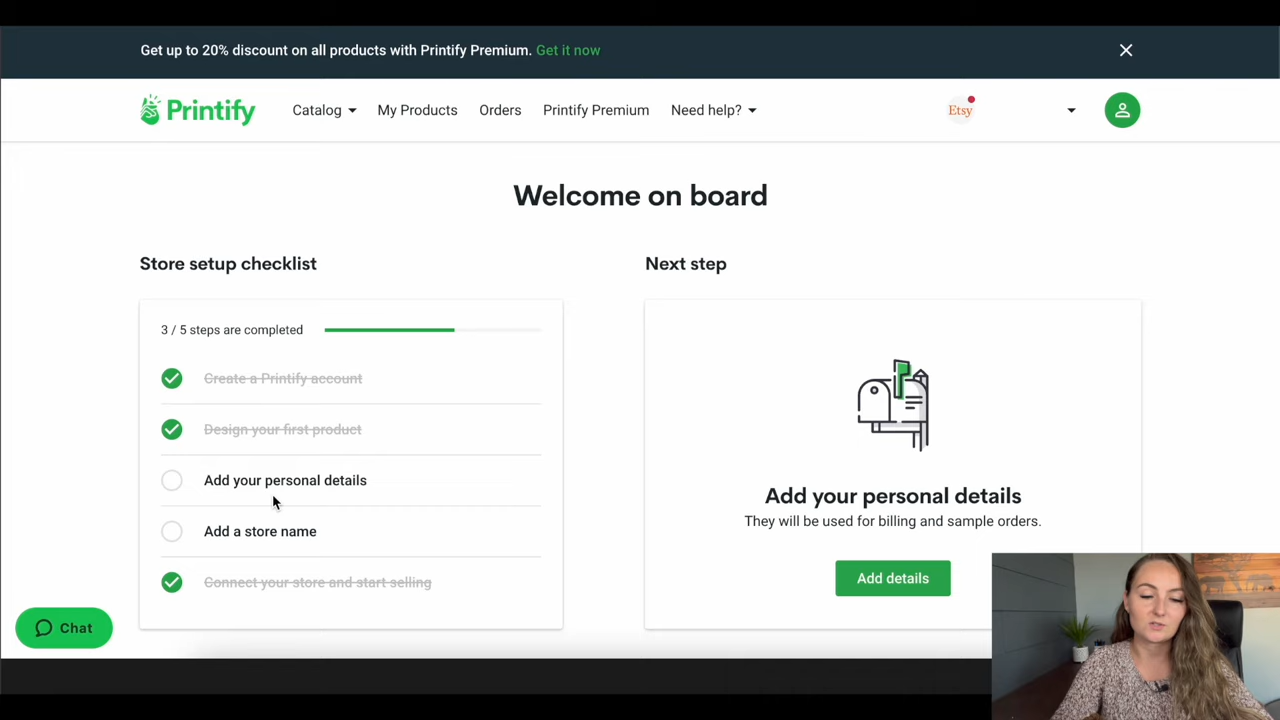 Get up to 20% discount on all products with Printify Premium. Get it now
Printify
Catalog
My Products
Orders
Printify Premium
Need help?
Etsy
Welcome on board
Store setup checklist
Next step
3 / 5 steps are completed
Create a Printify account
Design your first product
Add your personal details
Add a store name
Connect your store and start selling
Add your personal details
They will be used for billing and sample orders.
Add details
Chat